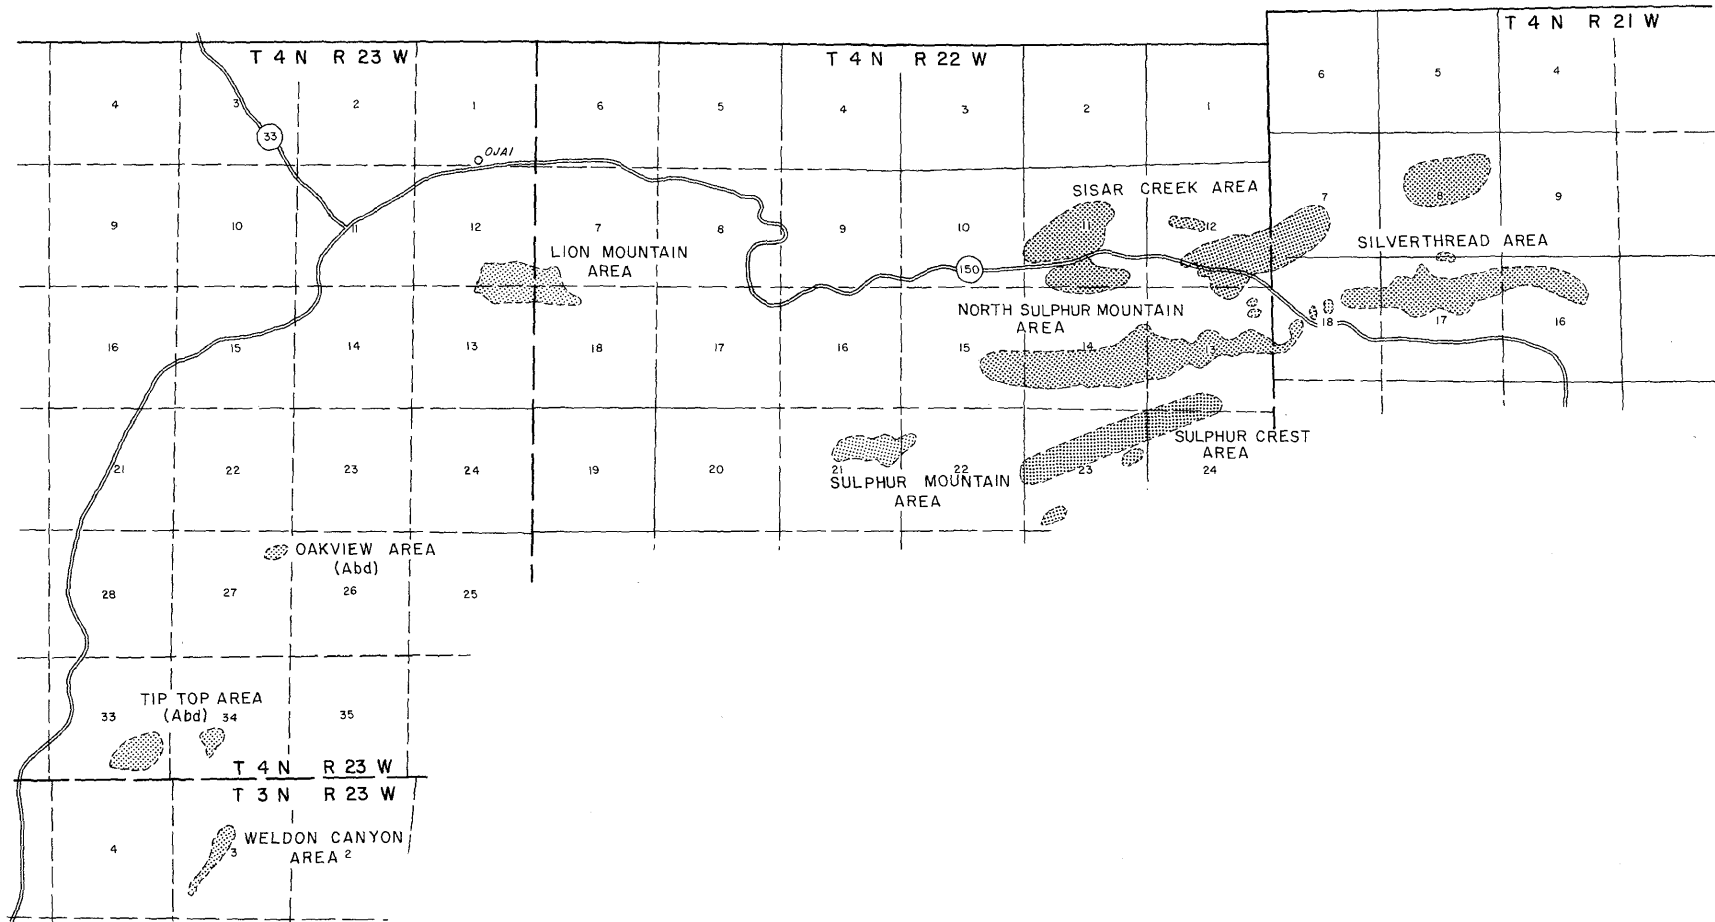 T 4 N R 21 W
T 4 N R 23 W
T 4 N R 22 W
6 5 4
4 3 2 1 6 5 4 3 2 1
33
OJAI
SISAR CREEK AREA
7 8 9
9 10 11 12 7 8 9 10 11 12
LION MOUNTAIN
AREA
SILVERTHREAD AREA
150
NORTH SULPHUR MOUNTAIN
AREA
18 17 16
16 15 14 13 18 17 16 15 14 13
SULPHUR CREST
AREA
21 22 23 24 19 20 21 22 23 24
SULPHUR MOUNTAIN
AREA
OAKVIEW AREA
(Abd)
28 27 26 25
TIP TOP AREA
(Abd)
33 34 35
T 4 N R 23 W
T 3 N R 23 W
WELDON CANYON
AREA 2
4 3